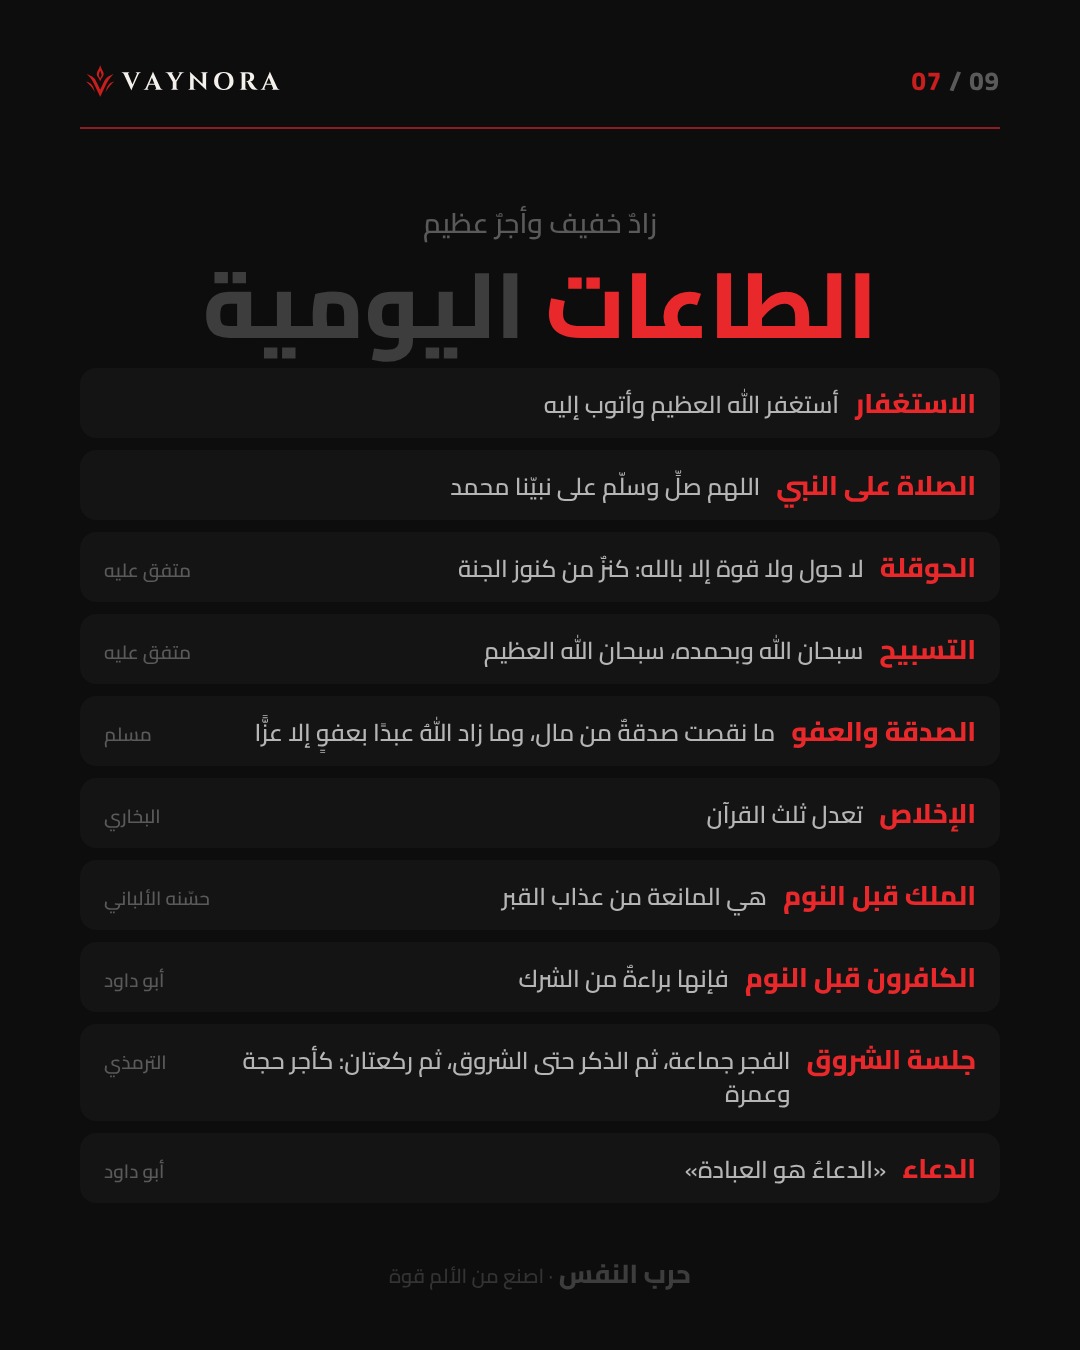 VAYNORA
07 / 09
زادٌ خفيف وأجرٌ عظيم
الطاعات اليومية
الاستغفار أستغفر الله العظيم وأتوب إليه
الصلاة على النبي اللهم صلِّ وسلّم على نبيّنا محمد
الحوقلة لا حول ولا قوة إلا بالله: كنزٌ من كنوز الجنة متفق عليه
التسبيح سبحان الله وبحمده، سبحان الله العظيم متفق عليه
الصدقة والعفو ما نقصت صدقةٌ من مال، وما زاد اللهُ عبدًا بعفوٍ إلا عزًّا مسلم
الإخلاص تعدل ثلث القرآن البخاري
الملك قبل النوم هي المانعة من عذاب القبر حسّنه الألباني
الكافرون قبل النوم فإنها براءةٌ من الشرك أبو داود
جلسة الشروق الفجر جماعة، ثم الذكر حتى الشروق، ثم ركعتان: كأجر حجة الترمذي
وعمرة
الدعاء «الدعاءُ هو العبادة» أبو داود
حرب النفس · اصنع من الألم قوة